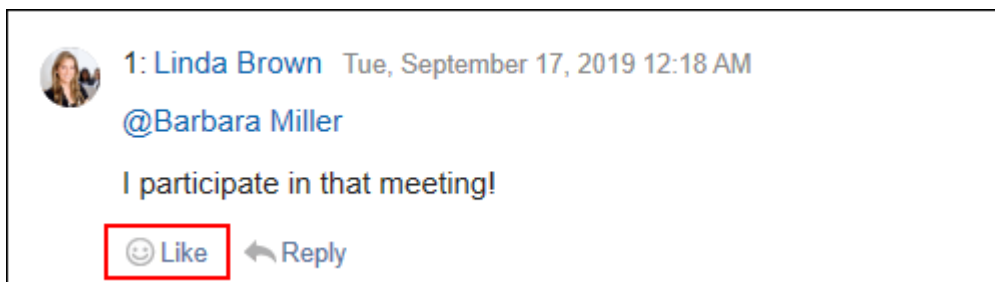 1: Linda Brown Tue, September 17, 2019 12:18 AM
@Barbara Miller
I participate in that meeting!
Like Reply